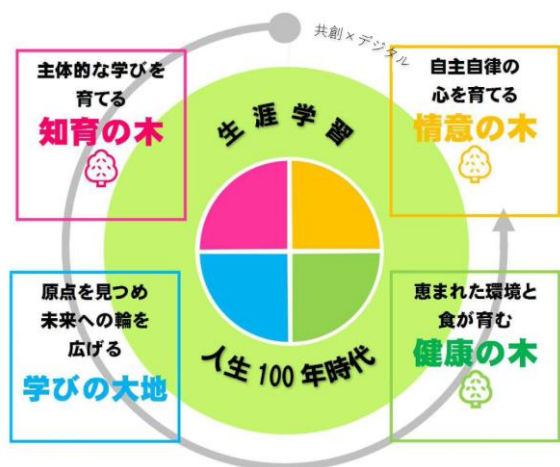 共創×デジタル
主体的な学びを
育てる
知育の木
自主自律の
心を育てる
情意の木
生涯学習
原点を見つめ
未来への輪を
広げる
学びの大地
恵まれた環境と
食が育む
健康の木
人生100年時代